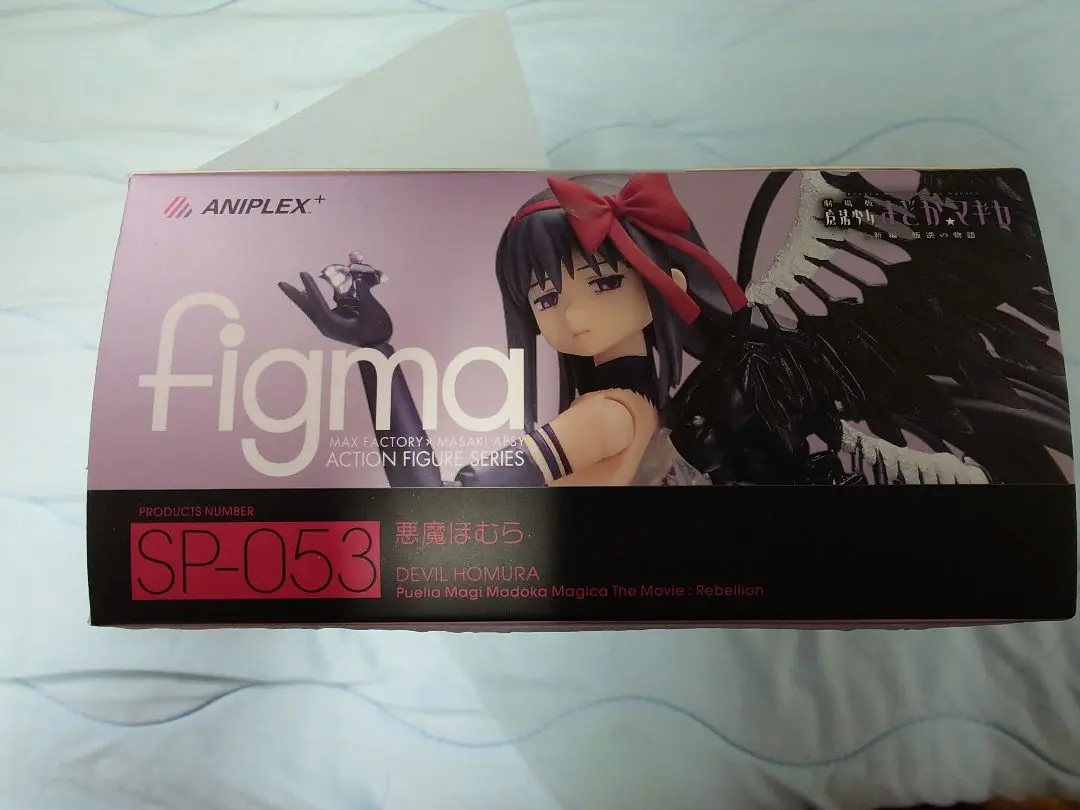 ANIPLEX+
劇場版
魔法少女まどか☆マギカ
新編 叛逆の物語
figma
MAX FACTORY × MASAKI APSY
ACTION FIGURE SERIES
PRODUCTS NUMBER
SP-053
悪魔ほむら
DEVIL HOMURA
Puella Magi Madoka Magica The Movie : Rebellion